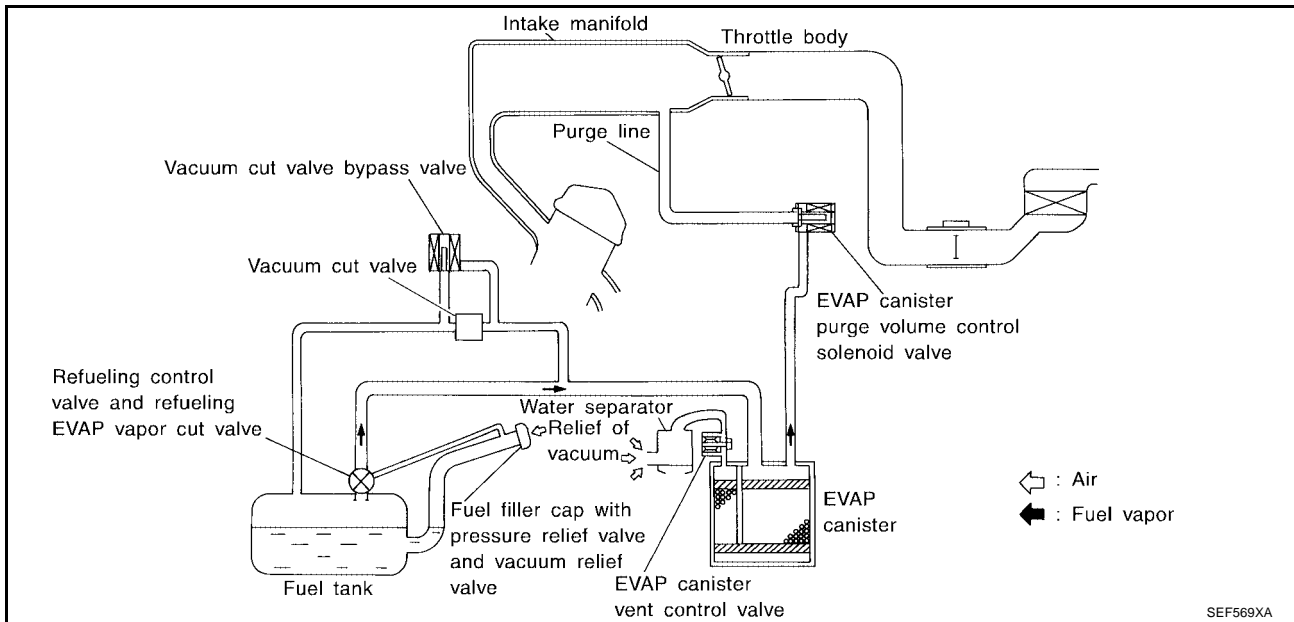 Intake manifold
Throttle body
Purge line
Vacuum cut valve bypass valve
Vacuum cut valve
EVAP canister
purge volume control
solenoid valve
Refueling control
valve and refueling
EVAP vapor cut valve
Water separator
Relief of
vacuum
Fuel filler cap with
pressure relief valve
and vacuum relief
valve
EVAP
canister
: Air
: Fuel vapor
Fuel tank
EVAP canister
vent control valve
SEF569XA